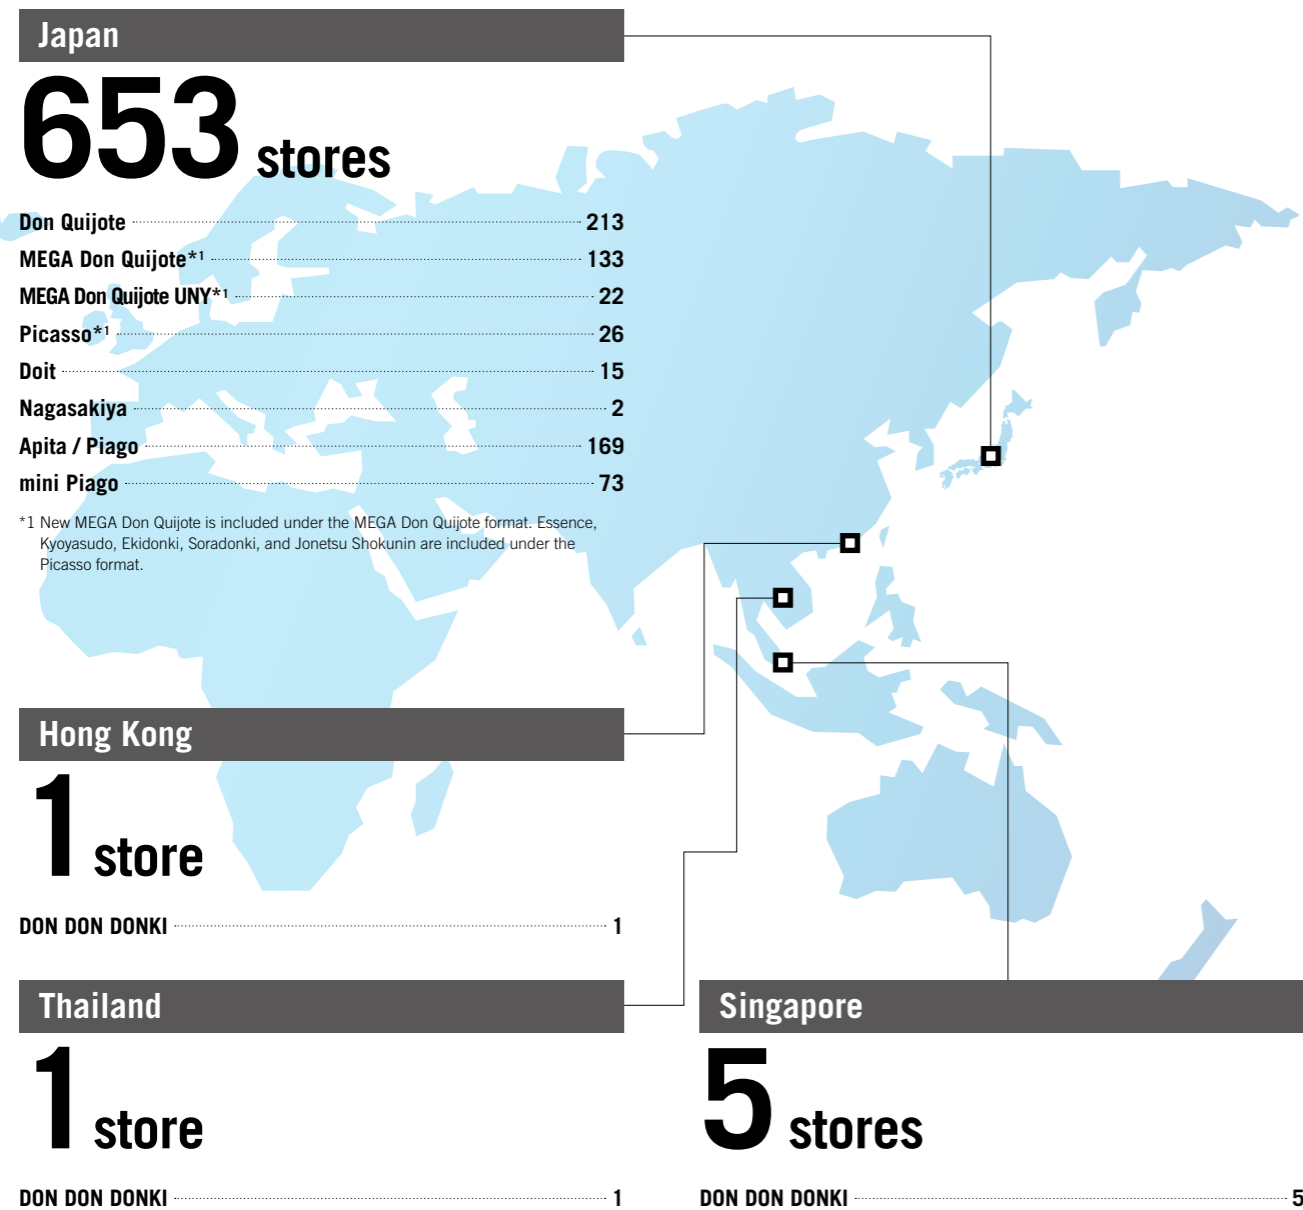 Japan
653 stores
Don Quijote 213
MEGA Don Quijote*1 133
MEGA Don Quijote UNY*1 22
Picasso*1 26
Doit 15
Nagasakiya 2
Apita / Piago 169
mini Piago 73
*1 New MEGA Don Quijote is included under the MEGA Don Quijote format. Essence,
Kyoyasudo, Ekidonki, Soradonki, and Jonetsu Shokunin are included under the
Picasso format.
Hong Kong
1 store
DON DON DONKI 1
Thailand
1 store
DON DON DONKI 1
Singapore
5 stores
DON DON DONKI 5